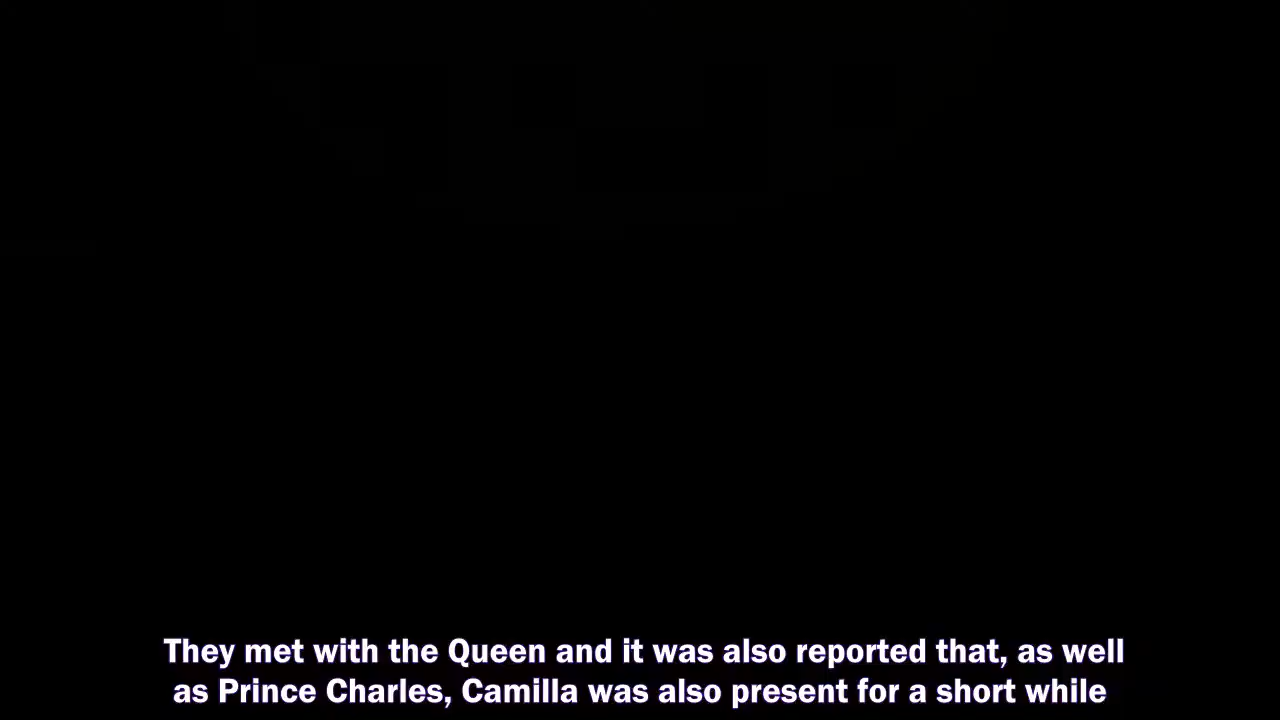 They met with the Queen and it was also reported that, as well
as Prince Charles, Camilla was also present for a short while